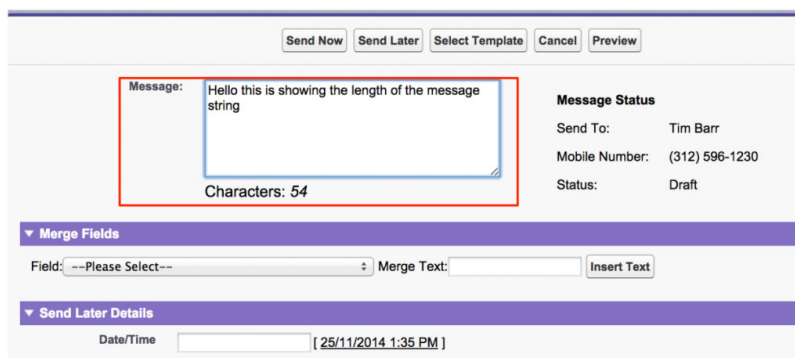 Send Now Send Later Select Template Cancel Preview
Message: Hello this is showing the length of the message
string
Characters: 54
Message Status
Send To: Tim Barr
Mobile Number: (312) 596-1230
Status: Draft
Merge Fields
Field: --Please Select-- Merge Text: Insert Text
Send Later Details
Date/Time [ 25/11/2014 1:35 PM ]